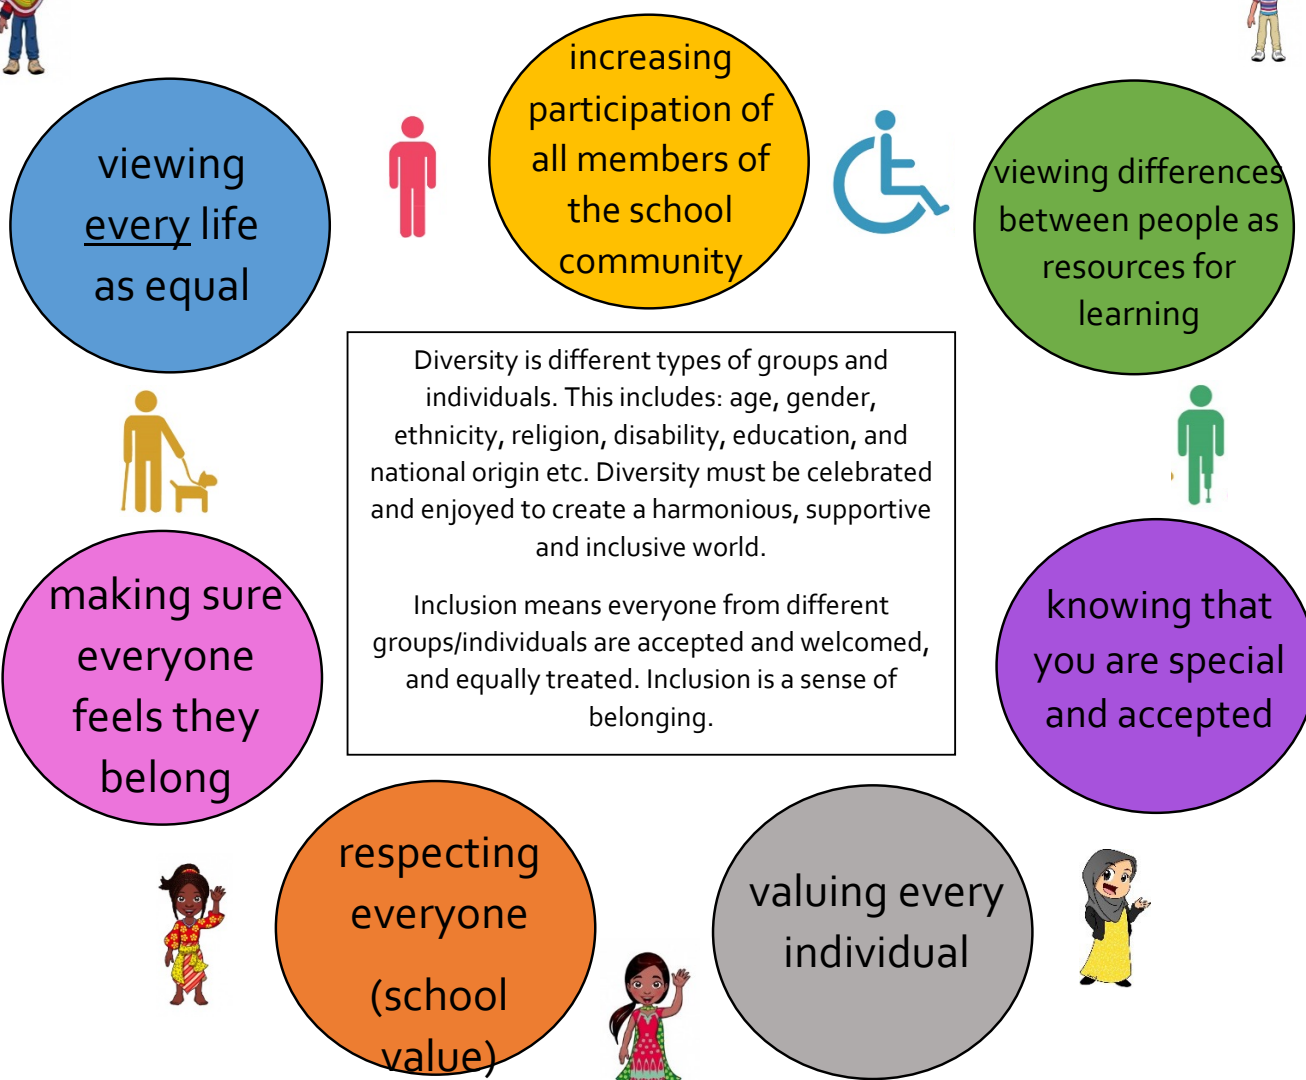 increasing
participation of
all members of
the school
community
viewing
every life
as equal
viewing differences
between people as
resources for
learning
Diversity is different types of groups and
individuals. This includes: age, gender,
ethnicity, religion, disability, education, and
national origin etc. Diversity must be celebrated
and enjoyed to create a harmonious, supportive
and inclusive world.
Inclusion means everyone from different
groups/individuals are accepted and welcomed,
and equally treated. Inclusion is a sense of
belonging.
making sure
everyone
feels they
belong
knowing that
you are special
and accepted
respecting
everyone
(school
value)
valuing every
individual